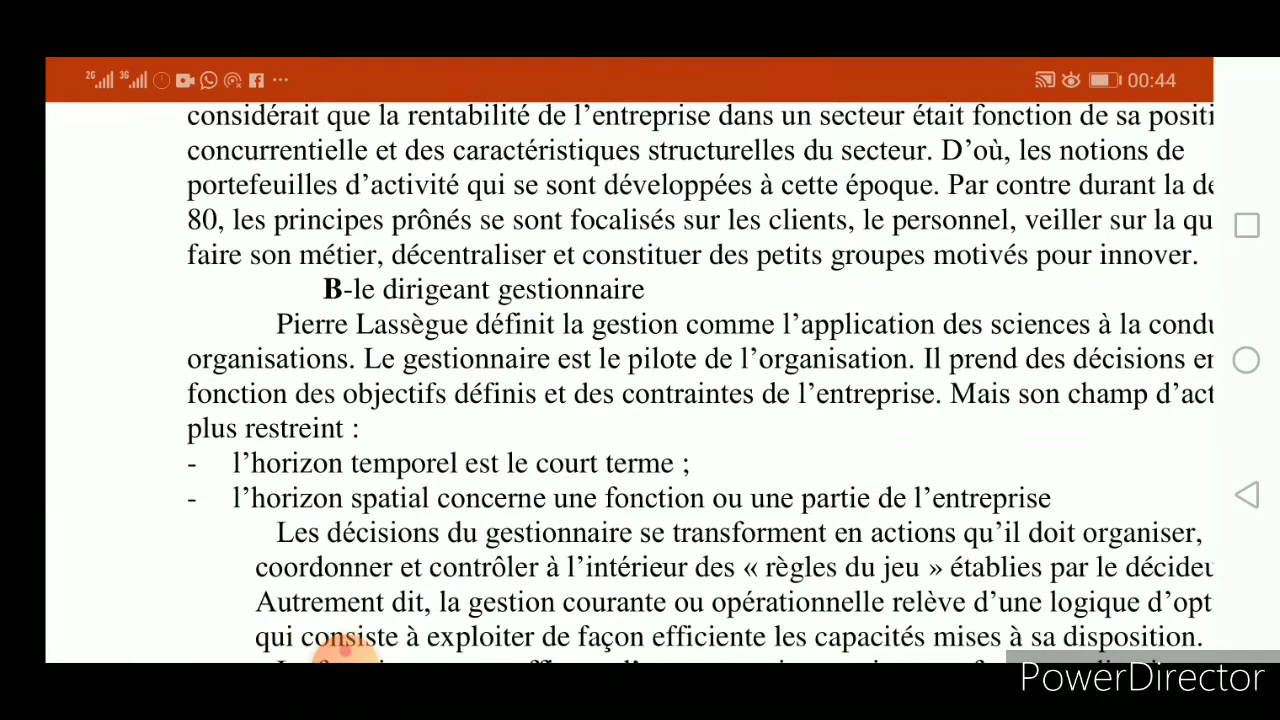 2G 3G 00:44
considérait que la rentabilité de l'entreprise dans un secteur était fonction de sa positi
concurrentielle et des caractéristiques structurelles du secteur. D'où, les notions de
portefeuilles d'activité qui se sont développées à cette époque. Par contre durant la dé
80, les principes prônés se sont focalisés sur les clients, le personnel, veiller sur la qu
faire son métier, décentraliser et constituer des petits groupes motivés pour innover.
B-le dirigeant gestionnaire
Pierre Lassègue définit la gestion comme l'application des sciences à la condu
organisations. Le gestionnaire est le pilote de l'organisation. Il prend des décisions en
fonction des objectifs définis et des contraintes de l'entreprise. Mais son champ d'act
plus restreint :
- l'horizon temporel est le court terme ;
- l'horizon spatial concerne une fonction ou une partie de l'entreprise
Les décisions du gestionnaire se transforment en actions qu'il doit organiser,
coordonner et contrôler à l'intérieur des « règles du jeu » établies par le décideu
Autrement dit, la gestion courante ou opérationnelle relève d'une logique d'opt
qui consiste à exploiter de façon efficiente les capacités mises à sa disposition.
PowerDirector